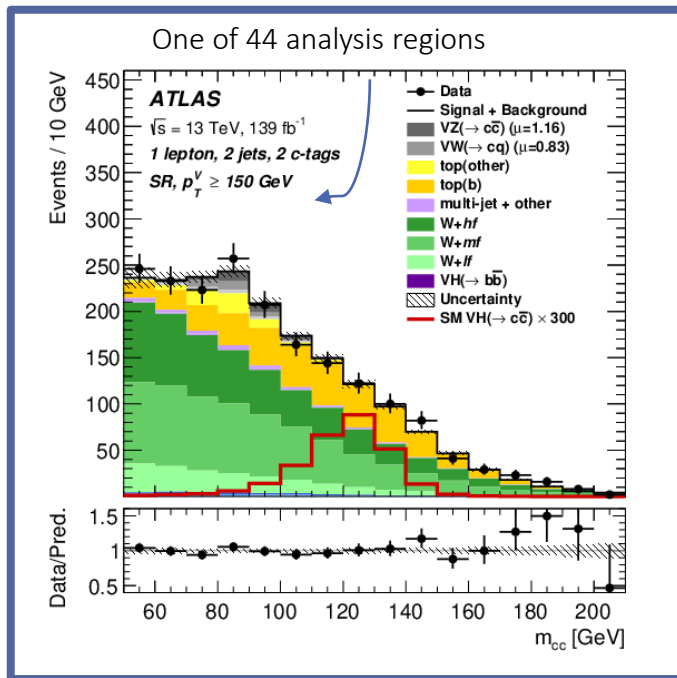 One of 44 analysis regions
Events / 10 GeV
450
400
350
300
250
200
150
100
50
ATLAS
√s = 13 TeV, 139 fb⁻¹
1 lepton, 2 jets, 2 c-tags
SR, p_T^V ≥ 150 GeV
Data
Signal + Background
VZ(→ cc̅) (μ=1.16)
VW(→ cq) (μ=0.83)
top(other)
top(b)
multi-jet + other
W+hf
W+mf
W+lf
VH(→ bb̅)
Uncertainty
SM VH(→ cc̅) × 300
Data/Pred.
1.5
1
0.5
60 80 100 120 140 160 180 200
m_cc [GeV]